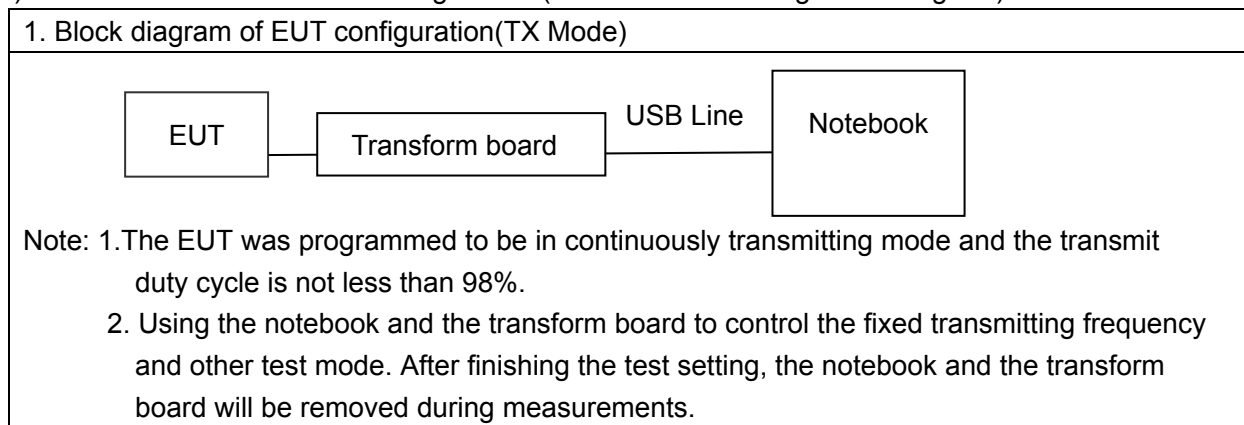 1. Block diagram of EUT configuration(TX Mode)
EUT
Transform board
USB Line
Notebook
Note: 1.The EUT was programmed to be in continuously transmitting mode and the transmit
duty cycle is not less than 98%.
2. Using the notebook and the transform board to control the fixed transmitting frequency
and other test mode. After finishing the test setting, the notebook and the transform
board will be removed during measurements.